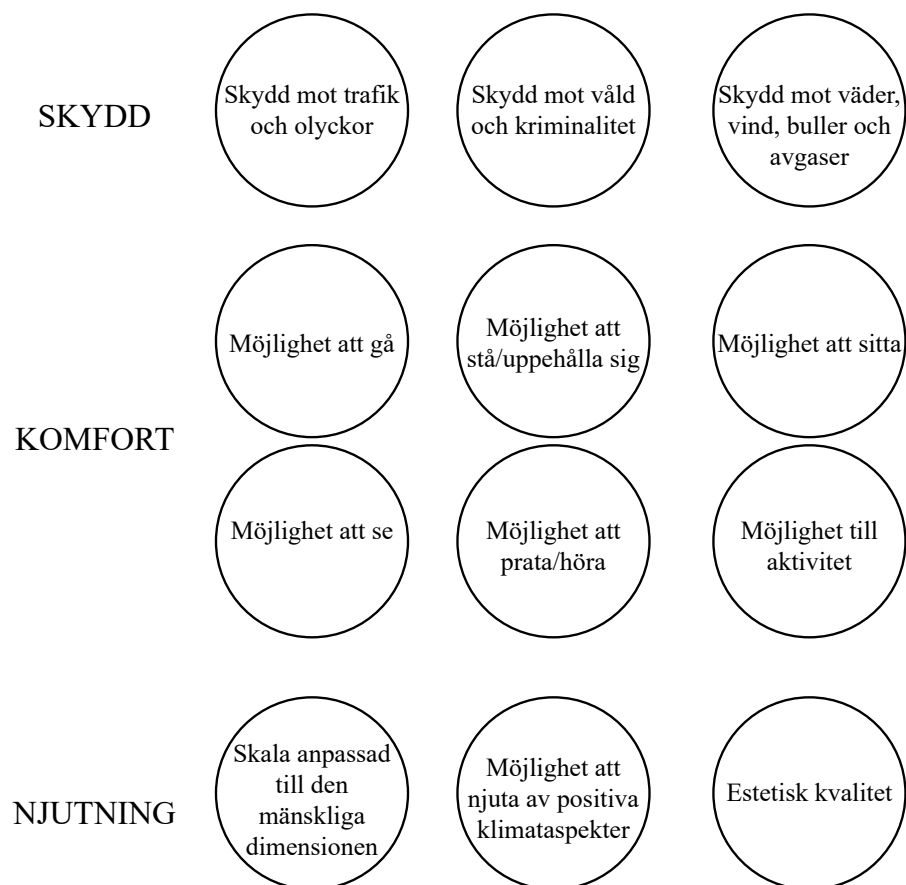 SKYDD
Skydd mot trafik
och olyckor
Skydd mot våld
och kriminalitet
Skydd mot väder,
vind, buller och
avgaser
KOMFORT
Möjlighet att gå
Möjlighet att
stå/uppehålla sig
Möjlighet att sitta
Möjlighet att se
Möjlighet att
prata/höra
Möjlighet till
aktivitet
NJUTNING
Skala anpassad
till den
mänskliga
dimensionen
Möjlighet att
njuta av positiva
klimataspekter
Estetisk kvalitet